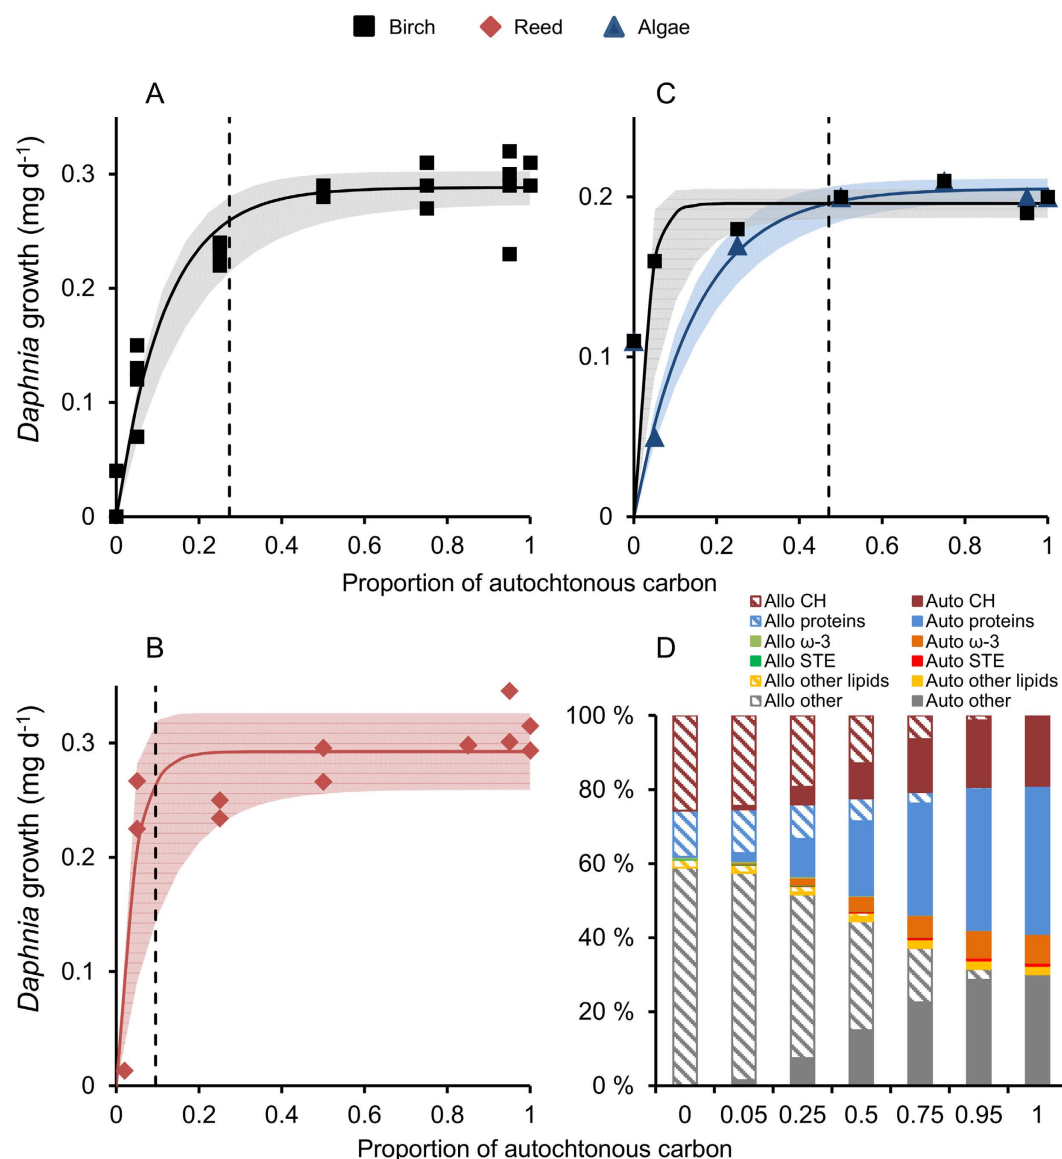 Birch Reed Algae
A
Daphnia growth (mg d-1)
0.3
0.2
0.1
0
0 0.2 0.4 0.6 0.8 1
C
0.2
0.1
0
0 0.2 0.4 0.6 0.8 1
Proportion of autochtonous carbon
B
Daphnia growth (mg d-1)
0.3
0.2
0.1
0
0 0.2 0.4 0.6 0.8 1
Proportion of autochtonous carbon
D
Allo CH Auto CH
Allo proteins Auto proteins
Allo ω-3 Auto ω-3
Allo STE Auto STE
Allo other lipids Auto other lipids
Allo other Auto other
100 %
80 %
60 %
40 %
20 %
0 %
0 0.05 0.25 0.5 0.75 0.95 1